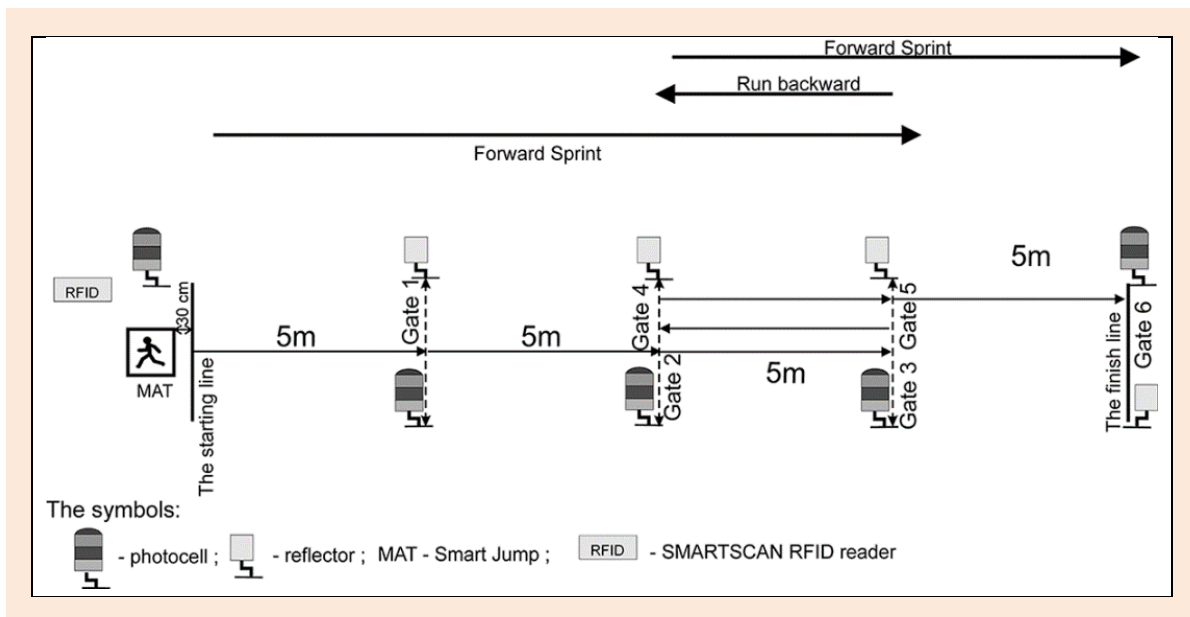 Forward Sprint
Run backward
Forward Sprint
RFID
30 cm
MAT
The starting line
5m
Gate 1
5m
Gate 4
Gate 2
5m
Gate 5
Gate 3
5m
The finish line
Gate 6
The symbols:
- photocell ; - reflector ; MAT - Smart Jump ; RFID - SMARTSCAN RFID reader